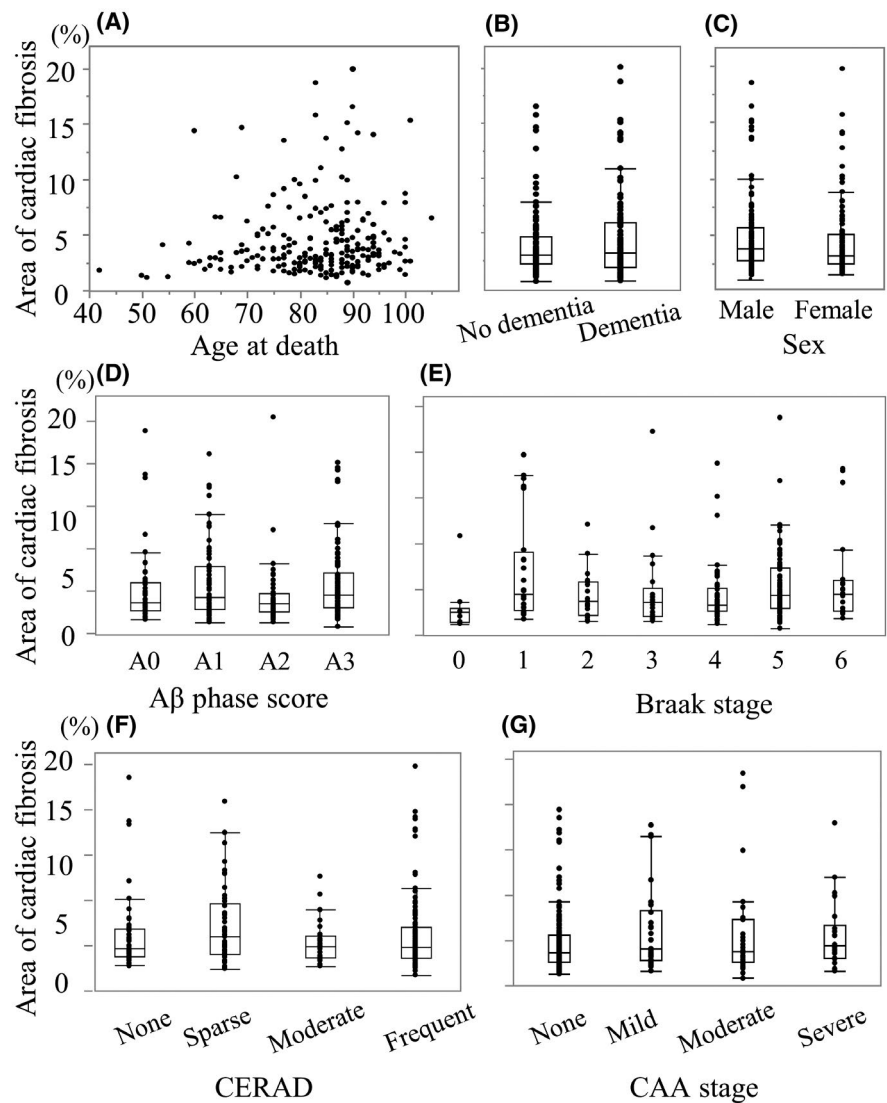 (%) (A) (B) (C)
20
15
10
5
0
Area of cardiac fibrosis
40 50 60 70 80 90 100
Age at death
No dementia Dementia
Male Female
Sex
(%) (D) (E)
20
15
10
5
0
Area of cardiac fibrosis
A0 A1 A2 A3
Aβ phase score
0 1 2 3 4 5 6
Braak stage
(%) (F) (G)
20
15
10
5
0
Area of cardiac fibrosis
None Sparse Moderate Frequent
CERAD
None Mild Moderate Severe
CAA stage